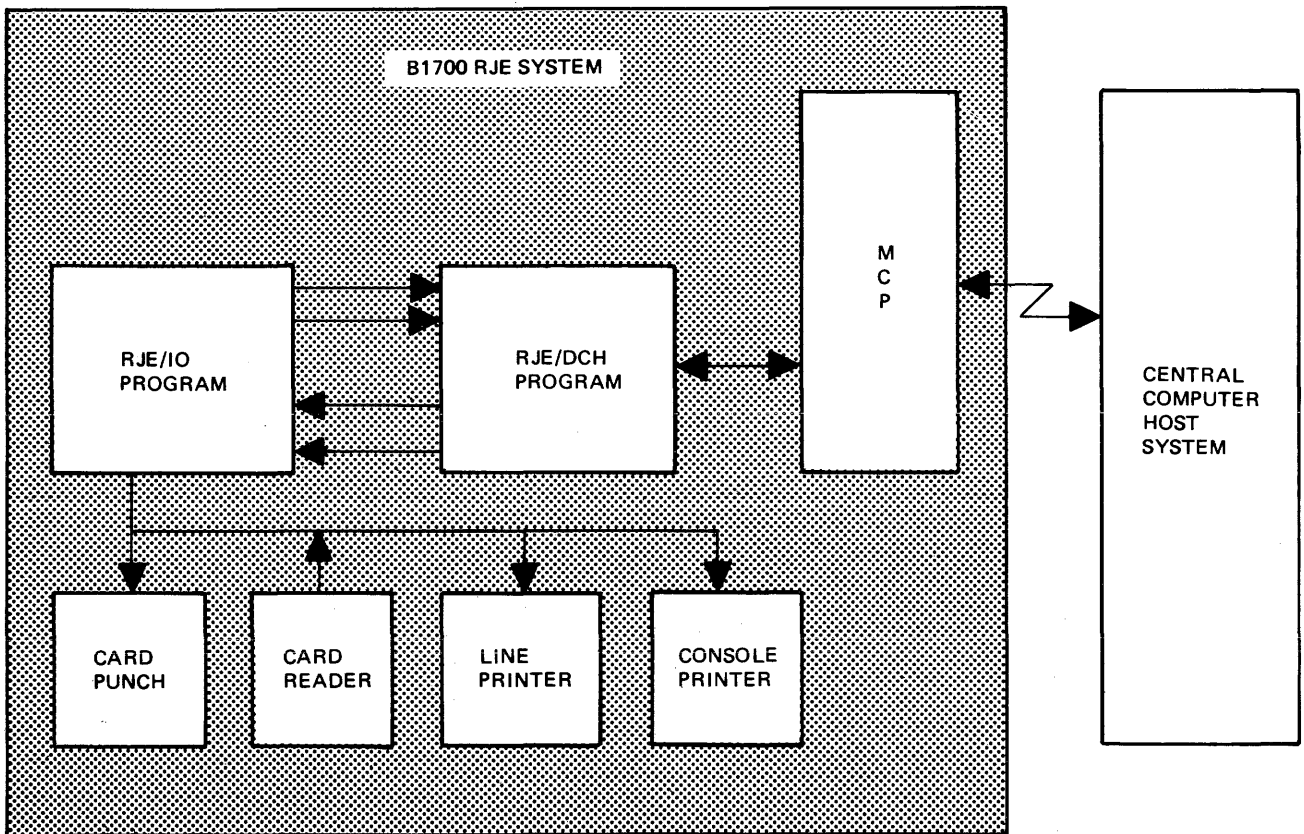 B1700 RJE SYSTEM
M
C
P
RJE/IO
PROGRAM
RJE/DCH
PROGRAM
CENTRAL
COMPUTER
HOST
SYSTEM
CARD
PUNCH
CARD
READER
LINE
PRINTER
CONSOLE
PRINTER